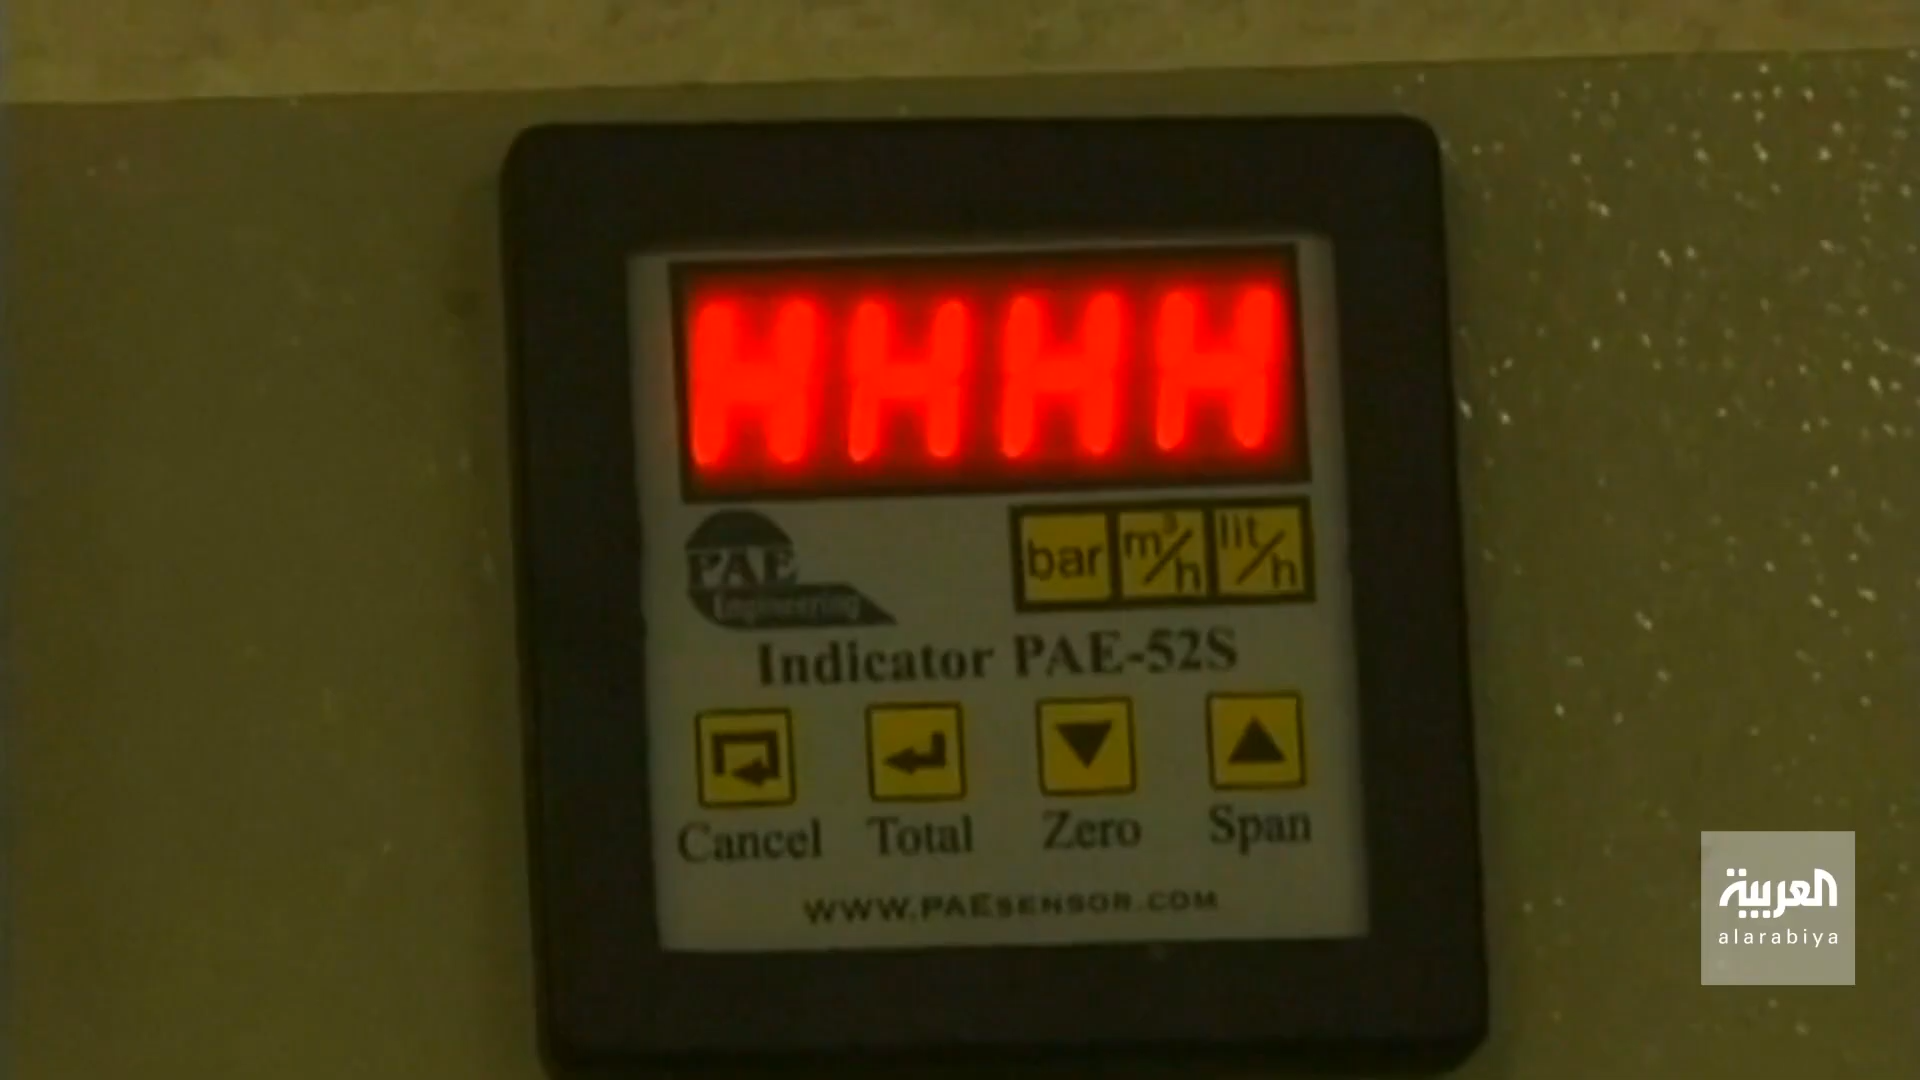 HHHH
PAE
Engineering
bar m³/h lit/h
Indicator PAE-52S
Cancel Total Zero Span
WWW.PAESENSOR.COM
العربية
alarabiya